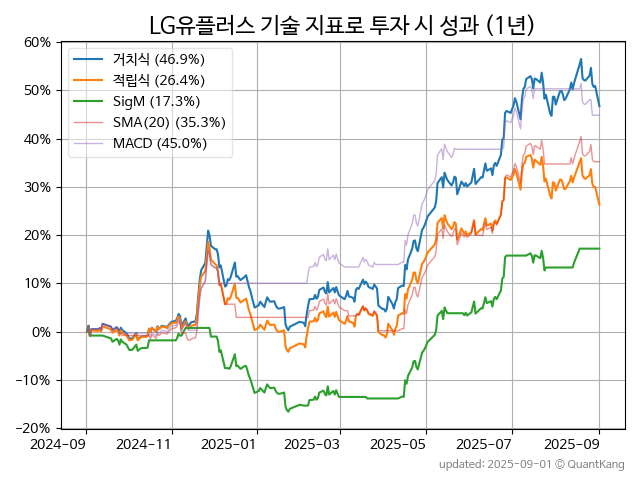 LG유플러스 기술 지표로 투자 시 성과 (1년)
60%
50%
40%
30%
20%
10%
0%
−10%
−20%
거치식 (46.9%)
적립식 (26.4%)
SigM (17.3%)
SMA(20) (35.3%)
MACD (45.0%)
2024-09
2024-11
2025-01
2025-03
2025-05
2025-07
2025-09
updated: 2025-09-01 © QuantKang